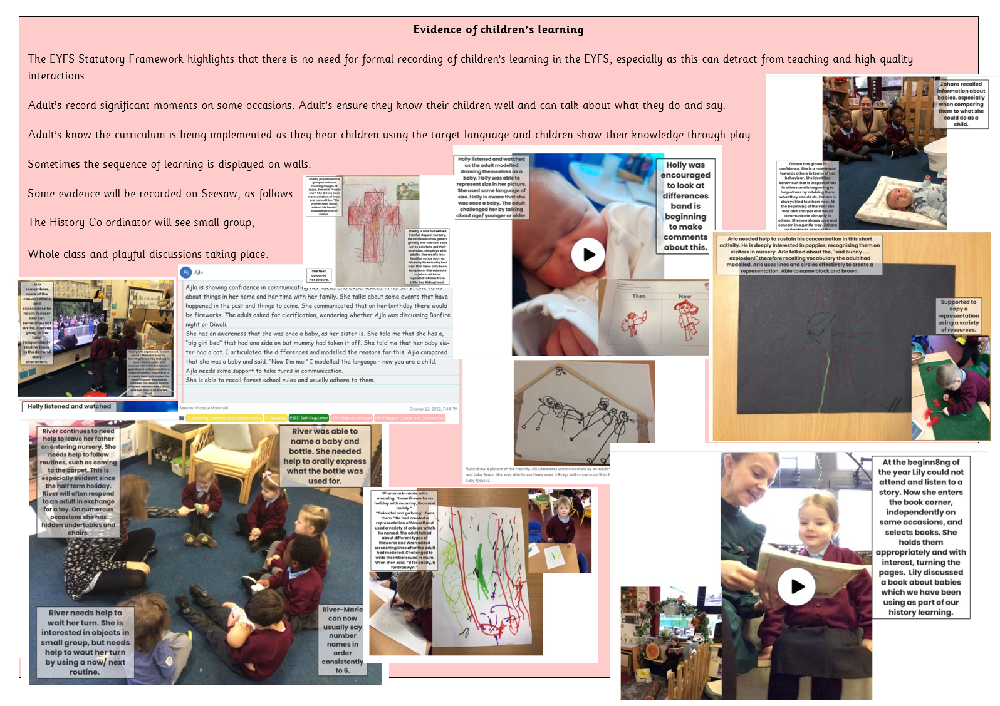 Evidence of children's learning
The EYFS Statutory Framework highlights that there is no need for formal recording of children's learning in the EYFS, especially as this can detract from teaching and high quality
interactions.
Adult's record significant moments on some occasions. Adult's ensure they know their children well and can talk about what they do and say.
Adult's know the curriculum is being implemented as they hear children using the target language and children show their knowledge through play.
Sometimes the sequence of learning is displayed on walls.
Some evidence will be recorded on Seesaw, as follows.
The History Co-ordinator will see small group,
Whole class and playful discussions taking place.
Zahara recalled
information about
babies, especially
when comparing
them to what she
could do as a
child.
Zahara has grown in
confidence. She is a role-model
towards others in terms of her
behaviour. She identifies
behaviour that is inappropriate
in others and is beginning to
help others by advising them
what they should do. Zahara is
always kind to others now. At
the beginning of the year she
was abit sharper and would
communicate abruptly to
others. She now shows care and
concern in a gentle way. Zahara
understands some of the
Holly listened and watched
as the adult modelled
drawing themselves as a
baby. Holly was able to
represent size in her picture.
She used some language of
size. Holly is aware that she
was once a baby. The adult
challenged her by talking
about age/ younger or older.
Holly was
encouraged
to look at
differences
band is
beginning
to make
comments
about this.
Then Now
Shelby joined in with a
group of children
creating images of
Jesus. She said, "I want
one." She drew a clear
representation of Jesus
and named him. "Die
on the cross. Blood,
nails on his hands."
Increasing recall of
stories.
Shelby is now full settled
into full days at nursery.
He confidence has grown
greatly and she now calls
out to adults to get their
attention. She plays with
adults. She recalls less
familiar songs such as
'Hicketty Picketty My Red
Hen' that have only been
sung once. She was able
to join in with the
repeated refrains from
Little Red Riding Hood.
She then
coloured
her picture.
Arlo needed help to sustain his concentration in this short
activity. He is deeply interested in poppies, recognising them on
visitors in nursery. Arlo talked about the, "sad bunny . . .
explosion!" therefore recalling vocabulary the adult had
modelled. Arlo uses lines and circles effectively to create a
representation. Able to name black and brown.
Supported to
copy a
representation
using a variety
of resources.
Arlo
remembers
more of the
conversations
and
experiences he
has in nursery
and can
sometimes act
on the, such as
going to the
toilet
independently,
routine times
in the day and
story
characters.
Aj Ajla
Ajla is showing confidence in communicating her ideas and experiences in nursery. She talks
about things in her home and her time with her family. She talks about some events that have
happened in the past and things to come. She communicated that on her birthday there would
be fireworks. The adult asked for clarification, wondering whether Ajla was discussing Bonfire
night or Diwali.
She has an awareness that she was once a baby, as her sister is. She told me that she has a,
"big girl bed" that had one side on but mummy had taken it off. She told me that her baby sis-
ter had a cot. I articulated the differences and modelled the reasons for this. Ajla compared
that she was a baby and said, "Now I'm me!" I modelled the language - now you are a child.
Ajla needs some support to take turns in communication.
She is able to recall forest school rules and usually adhere to them.
Seen by: Michelle Mcdonald
October 12, 2022, 7:44 PM
CL Listening, Attention And Understanding CL Speaking PSED Self-Regulation UTW Past And Present UTW People, Culture And Communities
Holly listened and watched
River continues to need
help to leave her father
on entering nursery. She
needs help to follow
routines, such as coming
to the carpet. This is
especially evident since
the half term holiday.
River will often respond
to an adult in exchange
for a toy. On numerous
occasions she has
hidden undertables and
chairs.
River was able to
name a baby and
bottle. She needed
help to orally express
what the bottle was
used for.
River needs help to
wait her turn. She is
interested in objects in
small group, but needs
help to waut her turn
by using a now/ next
routine.
River-Marie
can now
usually say
number
names in
order
consistently
to 6.
Ruby drew a picture of the Nativity. All characters were modelled by an adult
and baby Jesus. She was able to say there were 3 Kings with crowns on their
baby Jesus is.
Wren mark-made with
meaning. "I saw fireworks on
holiday with mummy, Bron and
daddy."
"Colourful and go bang! I hear
them." He had created a
representation of himself and
used a variety of colours which
he named. The adult talked
about different types of
fireworks and Wren added
screaching lines after the adult
had modelled. Challenged to
write the initial sound in mum.
Wren then said, "d for daddy, b
for Bronwyn."
At the beginn8ng of
the year Lily could not
attend and listen to a
story. Now she enters
the book corner,
independently on
some occasions, and
selects books. She
holds them
appropriately and with
interest, turning the
pages. Lily discussed
a book about babies
which we have been
using as part of our
history learning.